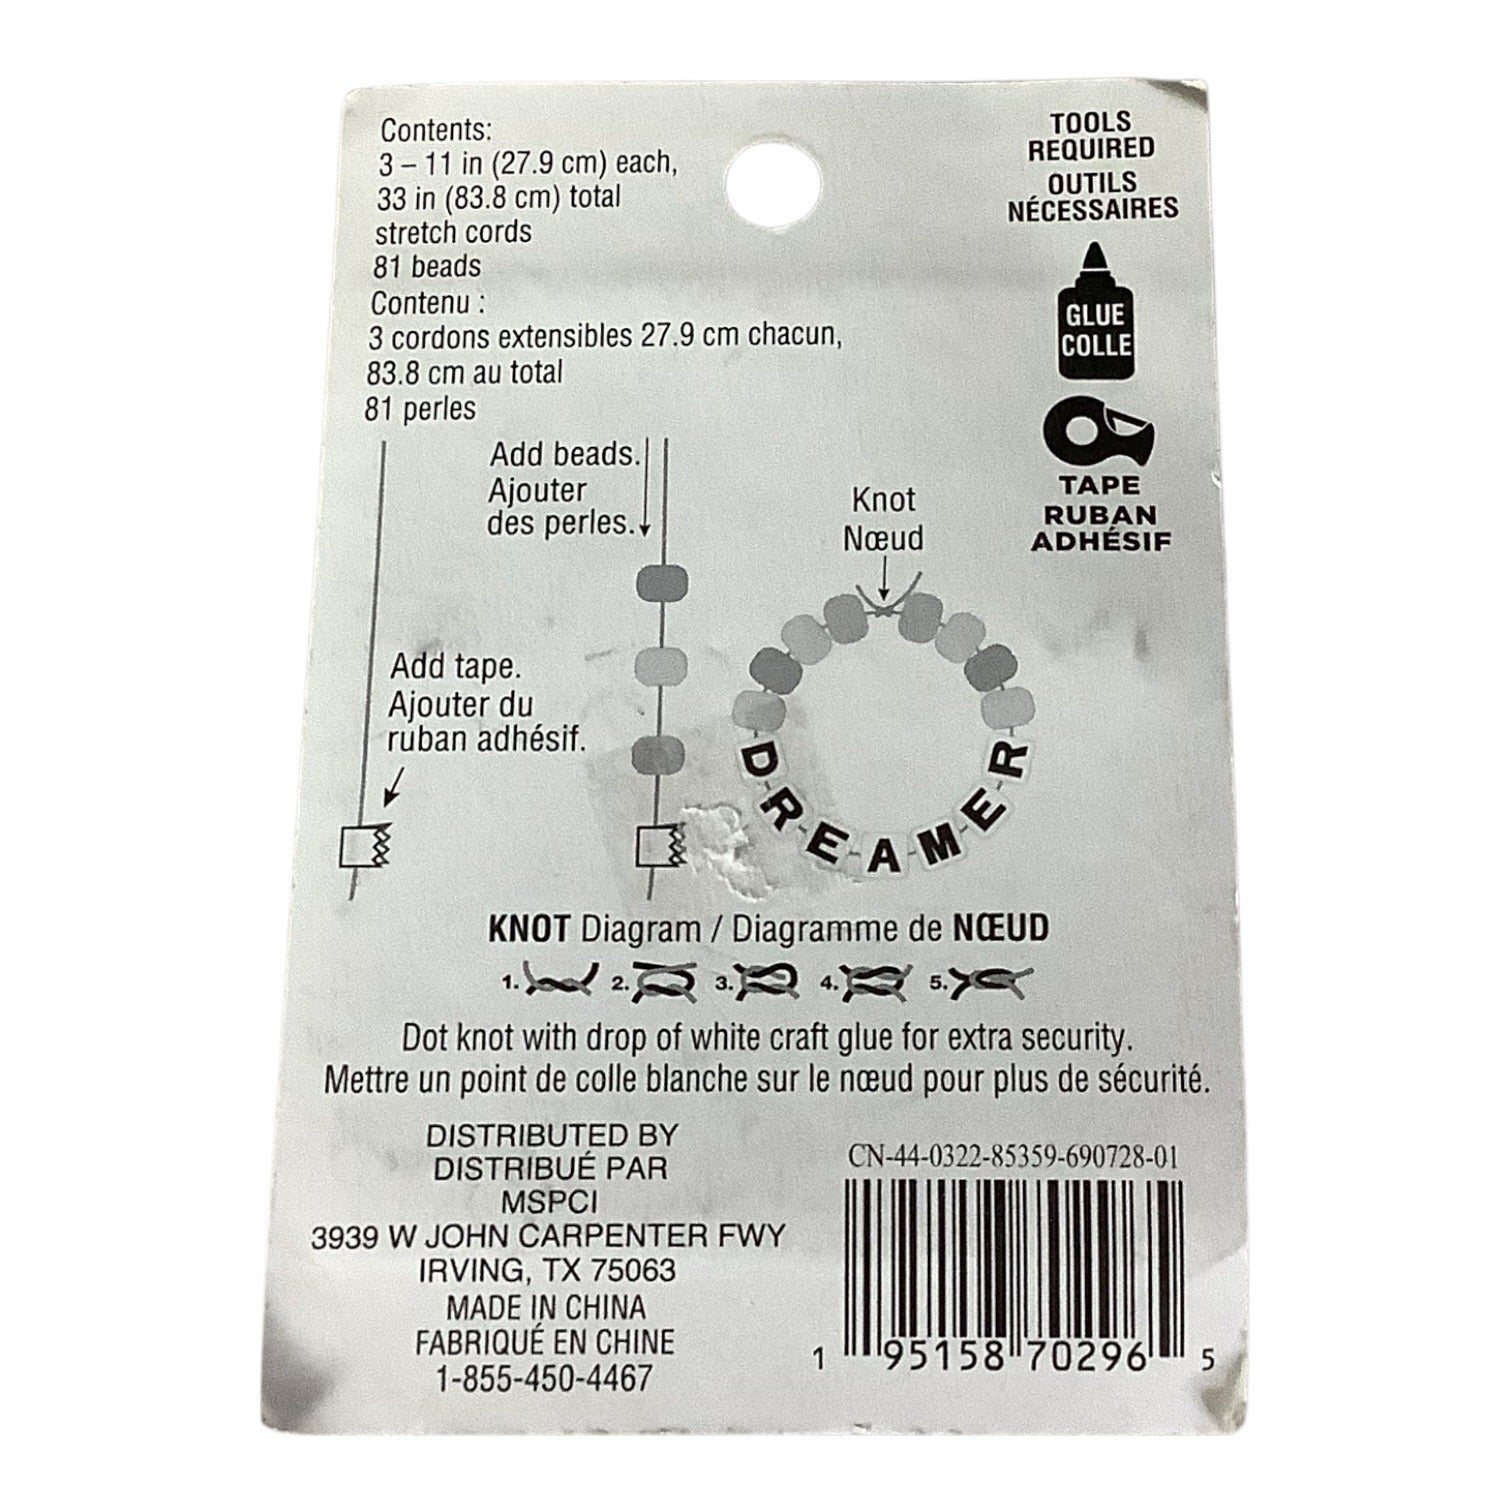 Contents:
3 – 11 in (27.9 cm) each,
33 in (83.8 cm) total
stretch cords
81 beads
Contenu :
3 cordons extensibles 27.9 cm chacun,
83.8 cm au total
81 perles
TOOLS
REQUIRED
OUTILS
NÉCESSAIRES
GLUE
COLLE
TAPE
RUBAN
ADHÉSIF
Add beads.
Ajouter
des perles.
Knot
Nœud
Add tape.
Ajouter du
ruban adhésif.
DREAMER
KNOT Diagram / Diagramme de NŒUD
1. 2. 3. 4. 5.
Dot knot with drop of white craft glue for extra security.
Mettre un point de colle blanche sur le nœud pour plus de sécurité.
DISTRIBUTED BY
DISTRIBUÉ PAR
MSPCI
3939 W JOHN CARPENTER FWY
IRVING, TX 75063
MADE IN CHINA
FABRIQUÉ EN CHINE
1-855-450-4467
CN-44-0322-85359-690728-01
1 95158 70296 5